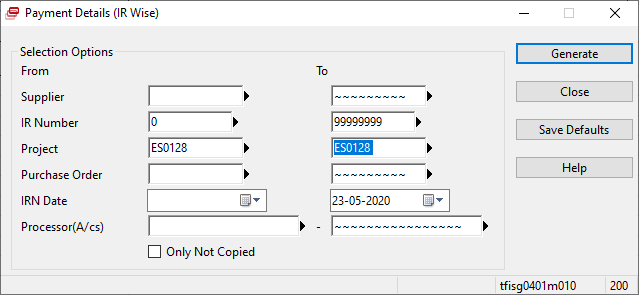 Payment Details (IR Wise)
Selection Options
From To
Supplier ~~~~~~~~~
IR Number 0 99999999
Project ES0128 ES0128
Purchase Order ~~~~~~~~~
IRN Date 23-05-2020
Processor(A/cs) - ~~~~~~~~~~~~~~~~
Only Not Copied
Generate
Close
Save Defaults
Help
tfisg0401m010 200